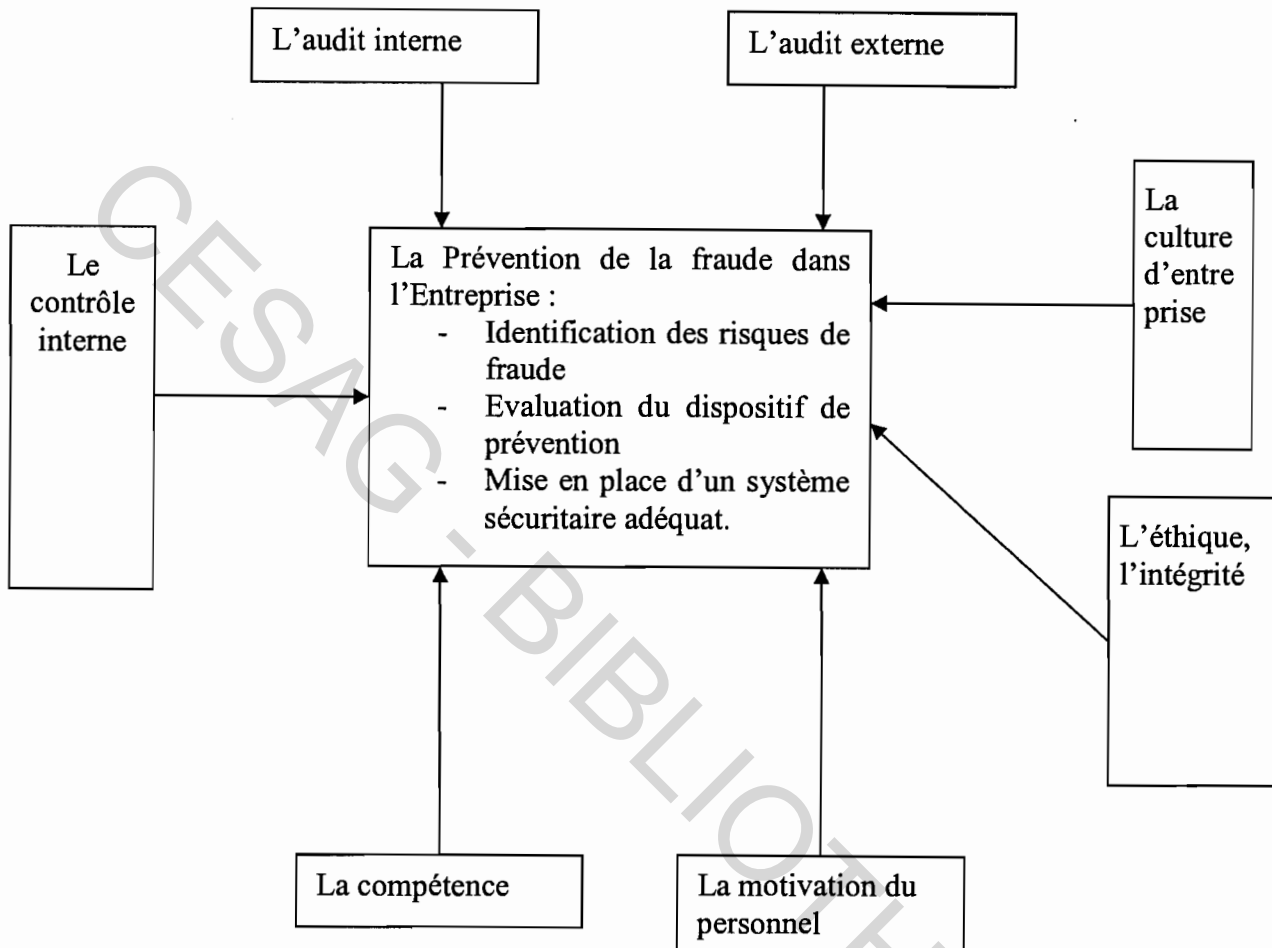 L'audit interne
L'audit externe
La
culture
d'entre
prise
Le
contrôle
interne
La Prévention de la fraude dans
l'Entreprise :
- Identification des risques de
fraude
- Evaluation du dispositif de
prévention
- Mise en place d'un système
sécuritaire adéquat.
L'éthique,
l'intégrité
La compétence
La motivation du
personnel
CESAG - BIBLIOTH